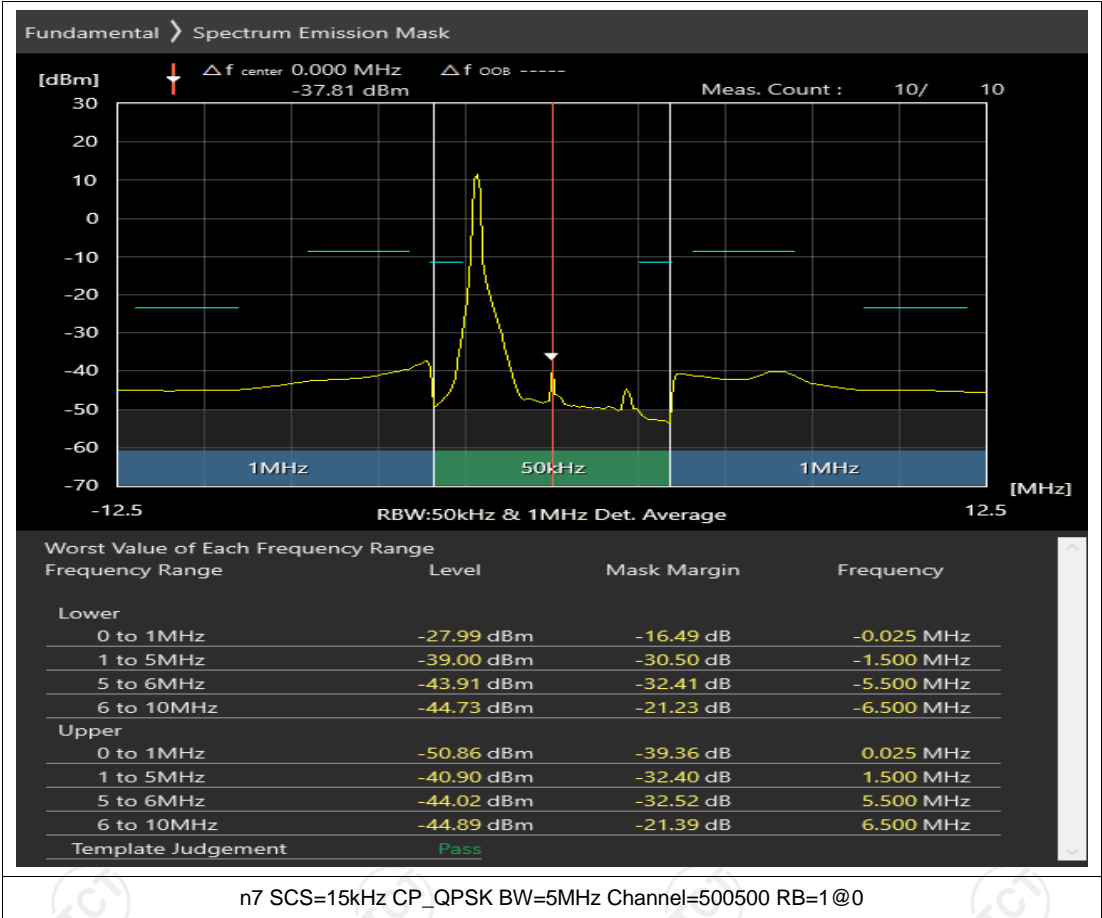 Fundamental ❯ Spectrum Emission Mask
[dBm] △f center 0.000 MHz △f OOB -----
-37.81 dBm Meas. Count : 10/ 10
30
20
10
0
-10
-20
-30
-40
-50
-60
1MHz 50kHz 1MHz
-70 [MHz]
-12.5 RBW:50kHz & 1MHz Det. Average 12.5
Worst Value of Each Frequency Range
Frequency Range Level Mask Margin Frequency
Lower
0 to 1MHz -27.99 dBm -16.49 dB -0.025 MHz
1 to 5MHz -39.00 dBm -30.50 dB -1.500 MHz
5 to 6MHz -43.91 dBm -32.41 dB -5.500 MHz
6 to 10MHz -44.73 dBm -21.23 dB -6.500 MHz
Upper
0 to 1MHz -50.86 dBm -39.36 dB 0.025 MHz
1 to 5MHz -40.90 dBm -32.40 dB 1.500 MHz
5 to 6MHz -44.02 dBm -32.52 dB 5.500 MHz
6 to 10MHz -44.89 dBm -21.39 dB 6.500 MHz
Template Judgement Pass
n7 SCS=15kHz CP_QPSK BW=5MHz Channel=500500 RB=1@0
TCT TCT TCT TCT